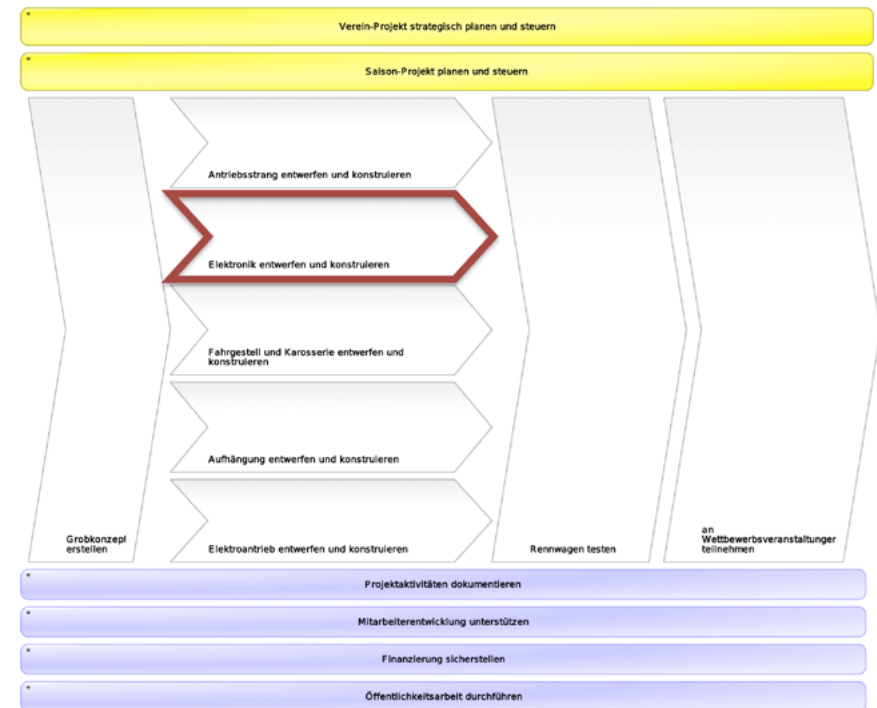 Verein-Projekt strategisch planen und steuern
Saison-Projekt planen und steuern
Antriebsstrang entwerfen und konstruieren
Elektronik entwerfen und konstruieren
Fahrgestell und Karosserie entwerfen und
konstruieren
Aufhängung entwerfen und konstruieren
Grobkonzept
erstellen
Elektroantrieb entwerfen und konstruieren
Rennwagen testen
an
Wettbewerbsveranstaltunger
teilnehmen
Projektaktivitäten dokumentieren
Mitarbeiterentwicklung unterstützen
Finanzierung sicherstellen
Öffentlichkeitsarbeit durchführen